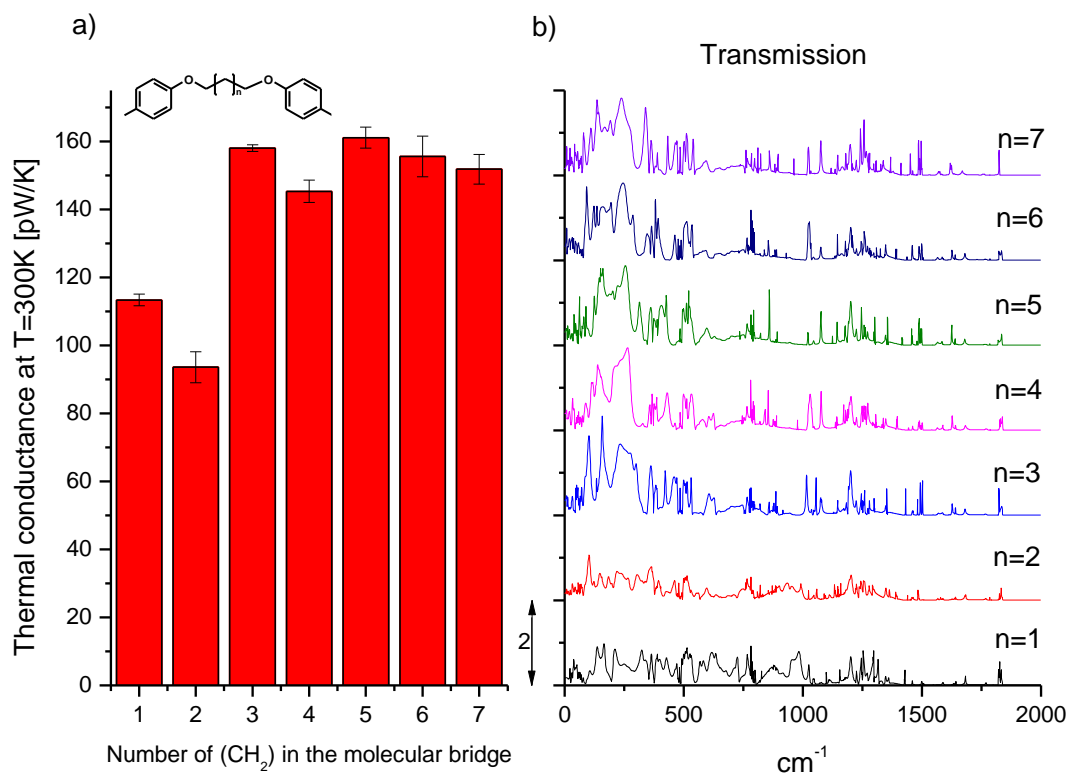 a)
b)
Transmission
O
O
n
Thermal conductance at T=300K [pW/K]
160
140
120
100
80
60
40
20
0
1 2 3 4 5 6 7
Number of (CH₂) in the molecular bridge
n=7
n=6
n=5
n=4
n=3
n=2
n=1
2
0 500 1000 1500 2000
cm⁻¹